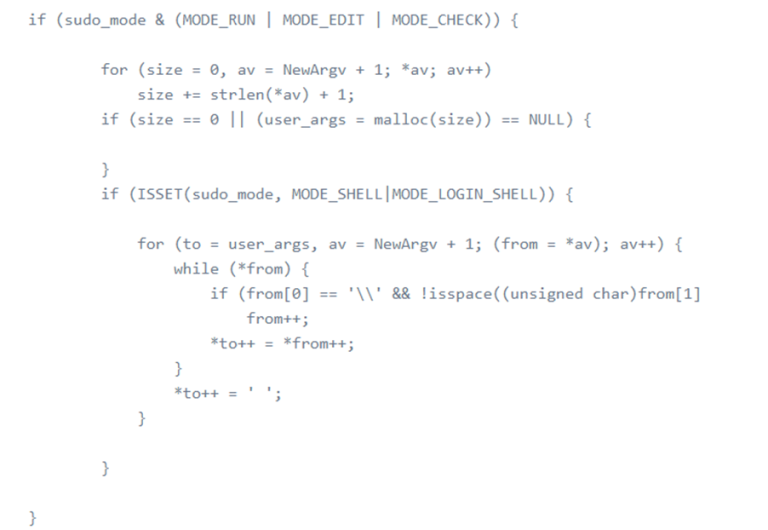 if (sudo_mode & (MODE_RUN | MODE_EDIT | MODE_CHECK)) {
for (size = 0, av = NewArgv + 1; *av; av++)
size += strlen(*av) + 1;
if (size == 0 || (user_args = malloc(size)) == NULL) {
}
if (ISSET(sudo_mode, MODE_SHELL|MODE_LOGIN_SHELL)) {
for (to = user_args, av = NewArgv + 1; (from = *av); av++) {
while (*from) {
if (from[0] == '\\' && !isspace((unsigned char)from[1]
from++;
*to++ = *from++;
}
*to++ = ' ';
}
}
}